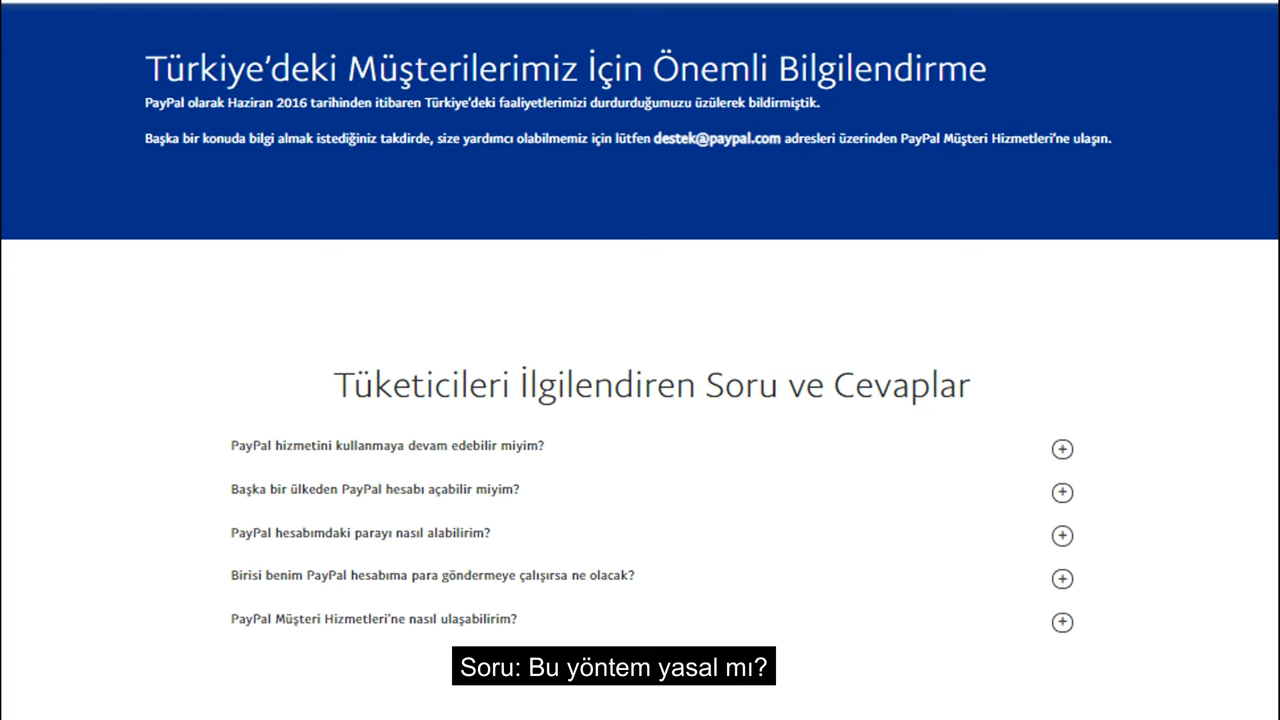 Türkiye'deki Müşterilerimiz İçin Önemli Bilgilendirme
PayPal olarak Haziran 2016 tarihinden itibaren Türkiye'deki faaliyetlerimizi durdurduğumuzu üzülerek bildirmiştik.
Başka bir konuda bilgi almak istediğiniz takdirde, size yardımcı olabilmemiz için lütfen destek@paypal.com adresleri üzerinden PayPal Müşteri Hizmetleri'ne ulaşın.
Tüketicileri İlgilendiren Soru ve Cevaplar
PayPal hizmetini kullanmaya devam edebilir miyim?
Başka bir ülkeden PayPal hesabı açabilir miyim?
PayPal hesabımdaki parayı nasıl alabilirim?
Birisi benim PayPal hesabıma para göndermeye çalışırsa ne olacak?
PayPal Müşteri Hizmetleri'ne nasıl ulaşabilirim?
Soru: Bu yöntem yasal mı?